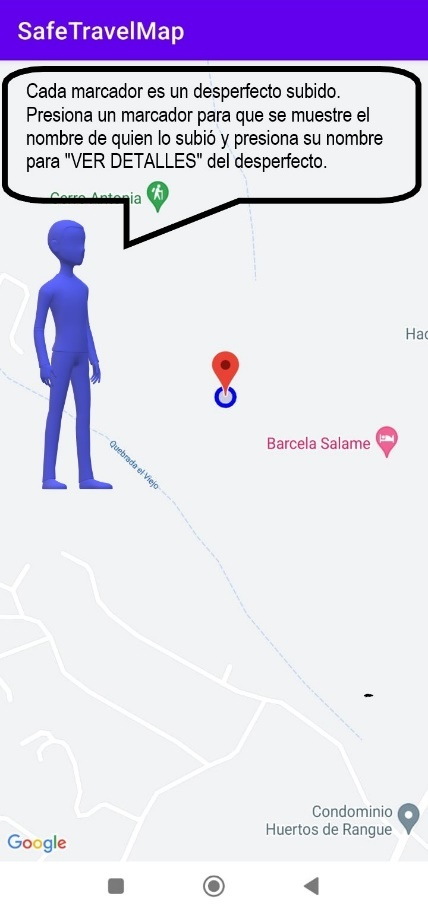 SafeTravelMap
Cada marcador es un desperfecto subido.
Presiona un marcador para que se muestre el
nombre de quien lo subió y presiona su nombre
para "VER DETALLES" del desperfecto.
Cerro Antonia
Hac
Barcela Salame
Quebrada el Viejo
Condominio
Huertos de Rangue
Google